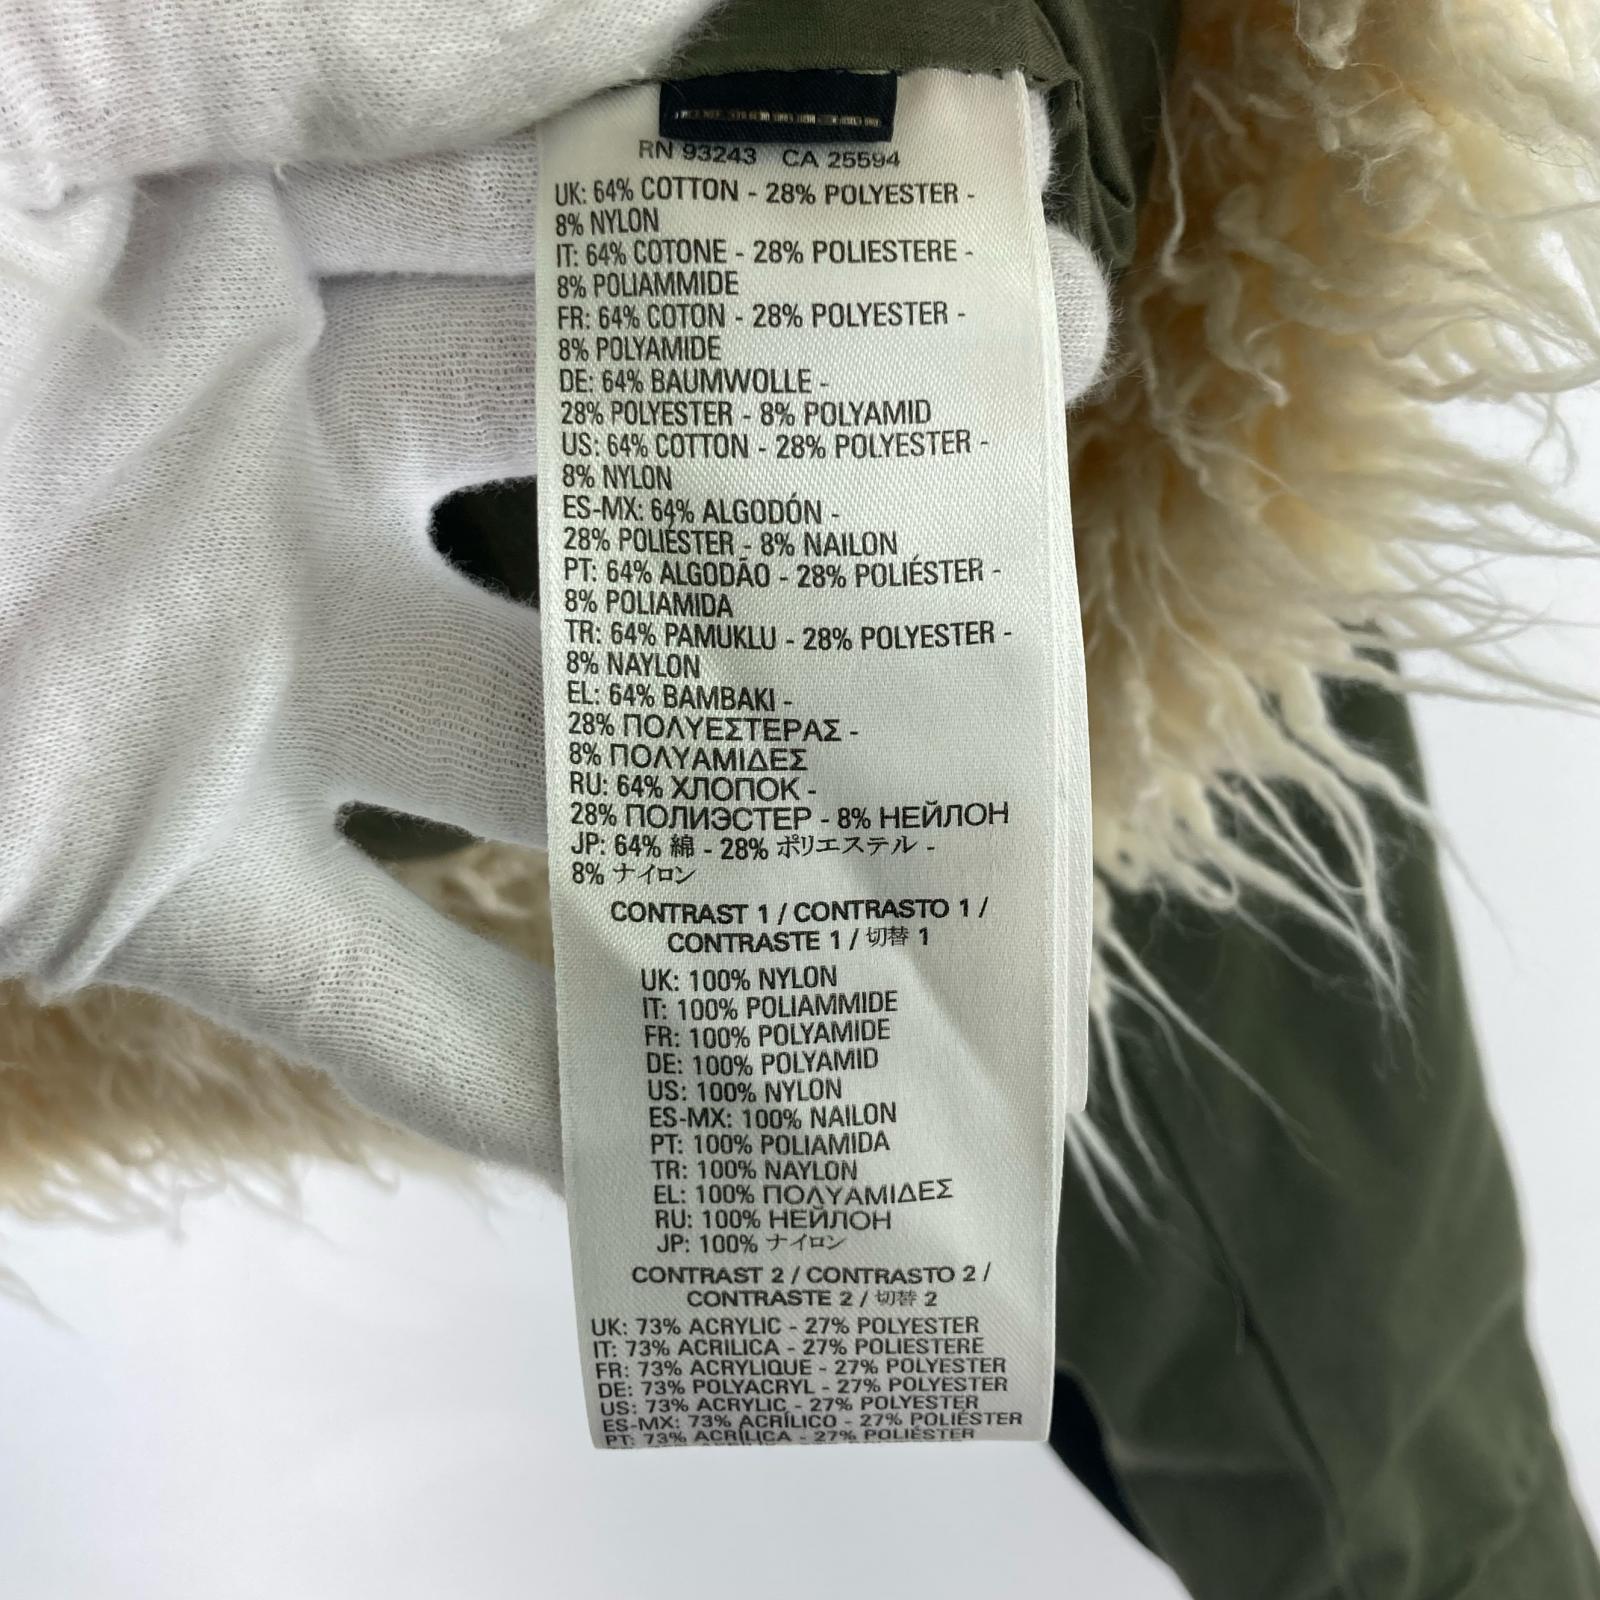 RN 93243 CA 25594
UK: 64% COTTON - 28% POLYESTER -
8% NYLON
IT: 64% COTONE - 28% POLIESTERE -
8% POLIAMMIDE
FR: 64% COTON - 28% POLYESTER -
8% POLYAMIDE
DE: 64% BAUMWOLLE -
28% POLYESTER - 8% POLYAMID
US: 64% COTTON - 28% POLYESTER -
8% NYLON
ES-MX: 64% ALGODÓN -
28% POLIÉSTER - 8% NAILON
PT: 64% ALGODÃO - 28% POLIÉSTER -
8% POLIAMIDA
TR: 64% PAMUKLU - 28% POLYESTER -
8% NAYLON
EL: 64% BAMBAKI -
28% ΠΟΛΥΕΣΤΕΡΑΣ -
8% ΠΟΛΥΑΜΙΔΕΣ
RU: 64% ХЛОПОК -
28% ПОЛИЭСТЕР - 8% НЕЙЛОН
JP: 64% 綿 - 28% ポリエステル -
8% ナイロン
CONTRAST 1 / CONTRASTO 1 /
CONTRASTE 1 / 切替 1
UK: 100% NYLON
IT: 100% POLIAMMIDE
FR: 100% POLYAMIDE
DE: 100% POLYAMID
US: 100% NYLON
ES-MX: 100% NAILON
PT: 100% POLIAMIDA
TR: 100% NAYLON
EL: 100% ΠΟΛΥΑΜΙΔΕΣ
RU: 100% НЕЙЛОН
JP: 100% ナイロン
CONTRAST 2 / CONTRASTO 2 /
CONTRASTE 2 / 切替 2
UK: 73% ACRYLIC - 27% POLYESTER
IT: 73% ACRILICA - 27% POLIESTERE
FR: 73% ACRYLIQUE - 27% POLYESTER
DE: 73% POLYACRYL - 27% POLYESTER
US: 73% ACRYLIC - 27% POLYESTER
ES-MX: 73% ACRÍLICO - 27% POLIÉSTER
PT: 73% ACRÍLICA - 27% POLIÉSTER